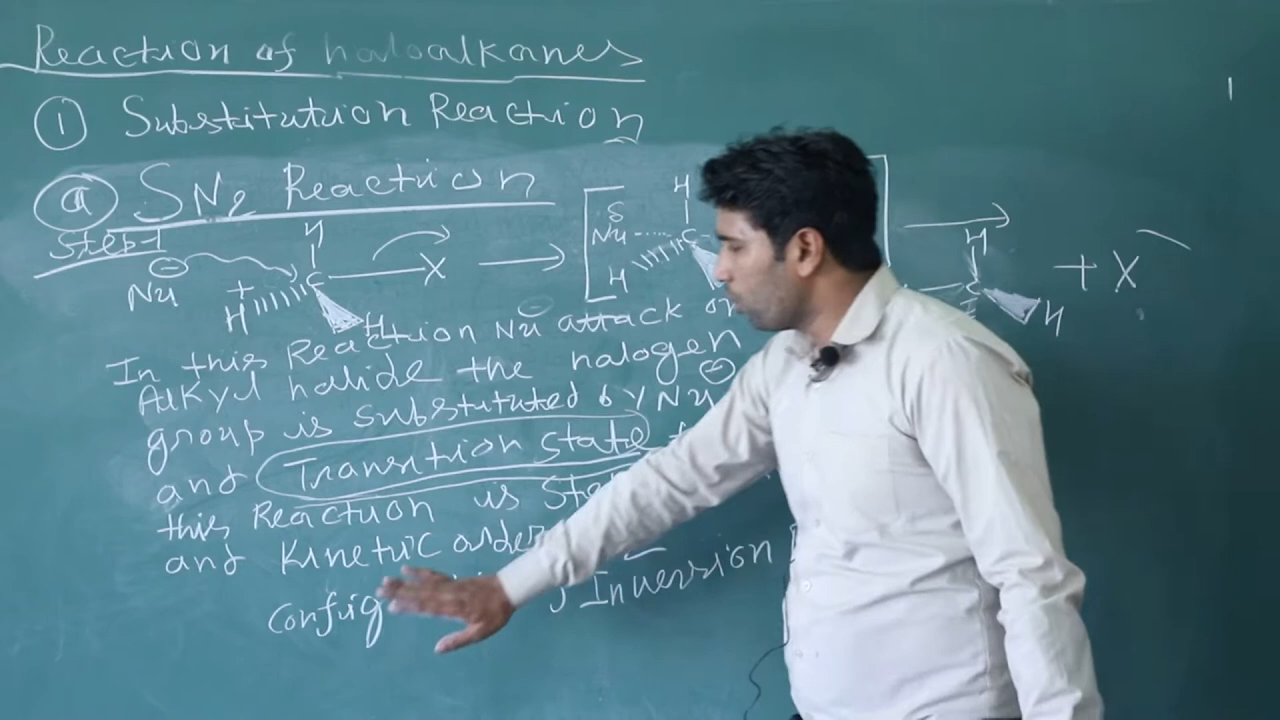 Reaction of haloalkanes
① Substitution Reaction
ⓐ SN2 Reaction
Step-1
Nu ⊖ + H C H H X → [ δ Nu H C H → H C H + X
In this Reaction Nu⊖ attack on
Alkyl halide the halogen
group is substituted by Nu⊖
and Transition state
this Reaction is
and Kinetic order
config Inversion